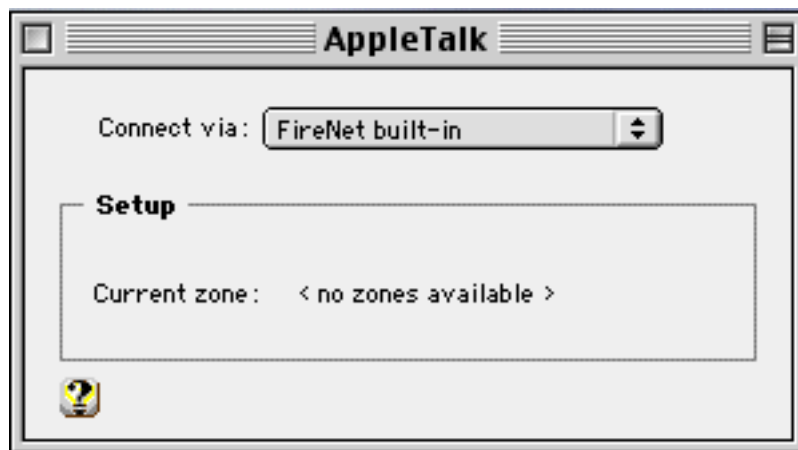 AppleTalk
Connect via: FireNet built-in
Setup
Current zone: < no zones available >